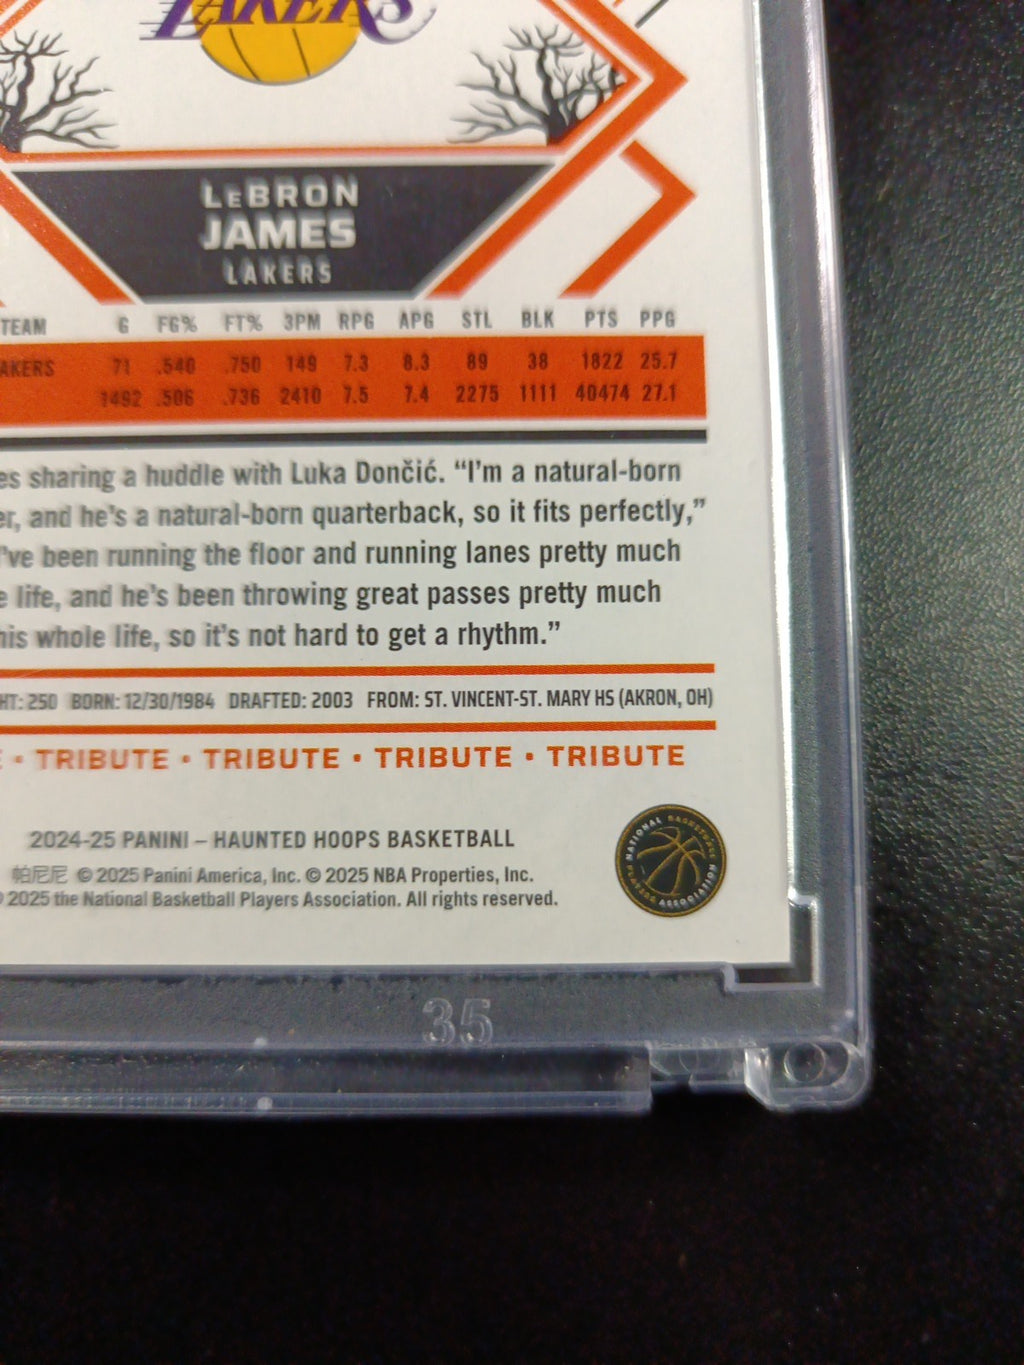 LAKERS
LeBRON
JAMES
LAKERS
TEAM G FG% FT% 3PM RPG APG STL BLK PTS PPG
AKERS 71 .540 .750 149 7.3 8.3 89 38 1822 25.7
1492 .506 .736 2410 7.5 7.4 2275 1111 40474 27.1
es sharing a huddle with Luka Dončić. “I’m a natural-born
er, and he’s a natural-born quarterback, so it fits perfectly,”
’ve been running the floor and running lanes pretty much
e life, and he’s been throwing great passes pretty much
his whole life, so it’s not hard to get a rhythm.”
HT: 250 BORN: 12/30/1984 DRAFTED: 2003 FROM: ST. VINCENT-ST. MARY HS (AKRON, OH)
E • TRIBUTE • TRIBUTE • TRIBUTE • TRIBUTE
2024-25 PANINI – HAUNTED HOOPS BASKETBALL
帕尼尼 © 2025 Panini America, Inc. © 2025 NBA Properties, Inc.
© 2025 the National Basketball Players Association. All rights reserved.
NATIONAL BASKETBALL PLAYERS ASSOCIATION
35